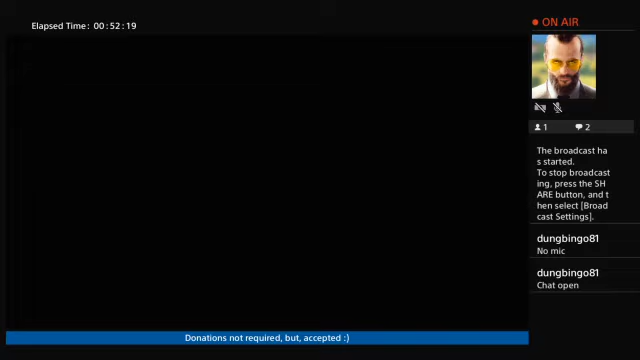 Elapsed Time: 00:52:19
ON AIR
1
2
The broadcast ha
s started.
To stop broadcast
ing, press the SH
ARE button, and t
hen select [Broad
cast Settings].
dungbingo81
No mic
dungbingo81
Chat open
Donations not required, but, accepted :)